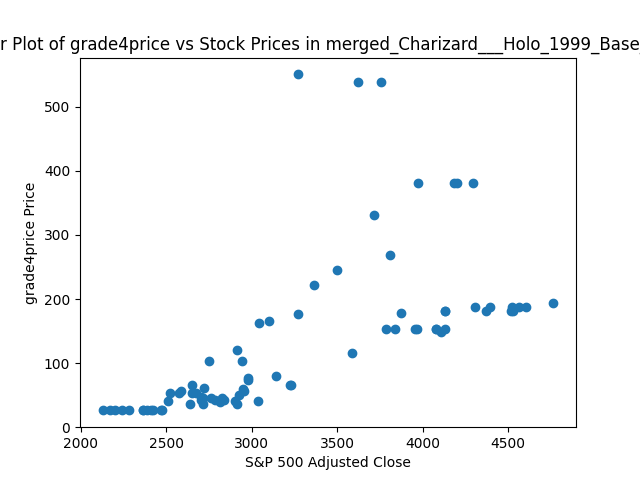 r Plot of grade4price vs Stock Prices in merged_Charizard___Holo_1999_Base_
500
400
300
200
100
0
grade4price Price
2000 2500 3000 3500 4000 4500
S&P 500 Adjusted Close